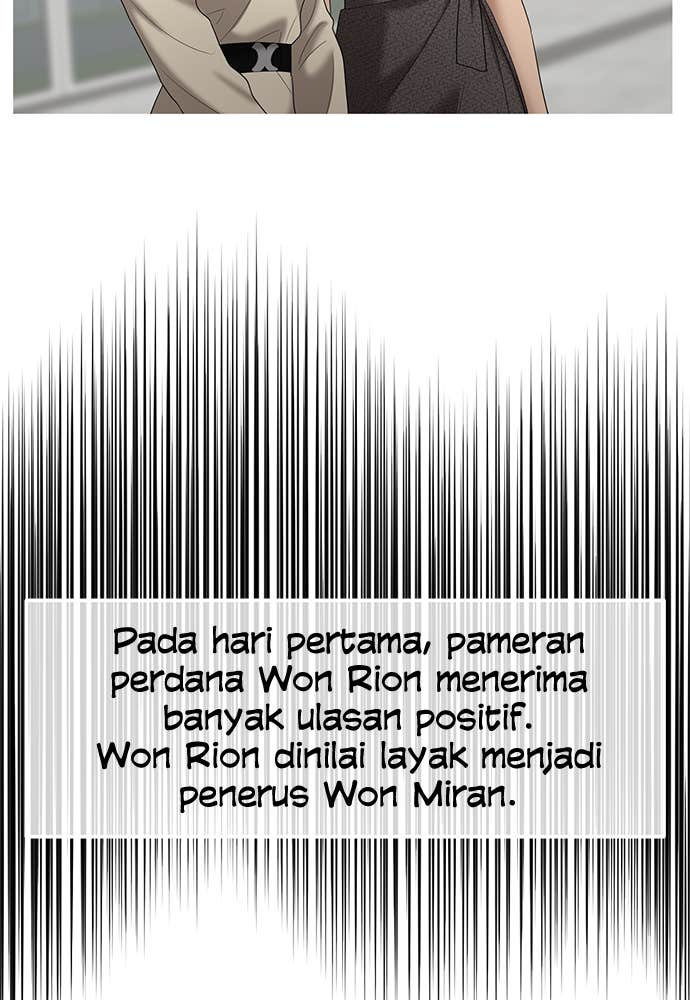 Pada hari pertama, pameran
perdana Won Rion menerima
banyak ulasan positif.
Won Rion dinilai layak menjadi
penerus Won Miran.